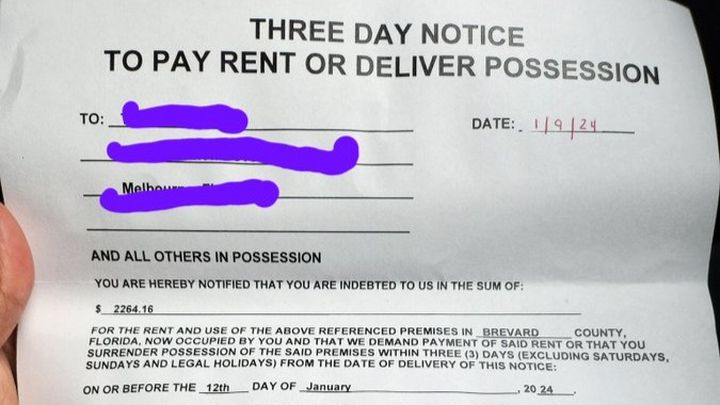 THREE DAY NOTICE
TO PAY RENT OR DELIVER POSSESSION
TO:
DATE: 1/9/24
AND ALL OTHERS IN POSSESSION
YOU ARE HEREBY NOTIFIED THAT YOU ARE INDEBTED TO US IN THE SUM OF:
$ 2264.16
FOR THE RENT AND USE OF THE ABOVE REFERENCED PREMISES IN BREVARD COUNTY,
FLORIDA, NOW OCCUPIED BY YOU AND THAT WE DEMAND PAYMENT OF SAID RENT OR THAT YOU
SURRENDER POSSESSION OF THE SAID PREMISES WITHIN THREE (3) DAYS (EXCLUDING SATURDAYS,
SUNDAYS AND LEGAL HOLIDAYS) FROM THE DATE OF DELIVERY OF THIS NOTICE:
ON OR BEFORE THE 12th DAY OF January, 2024.